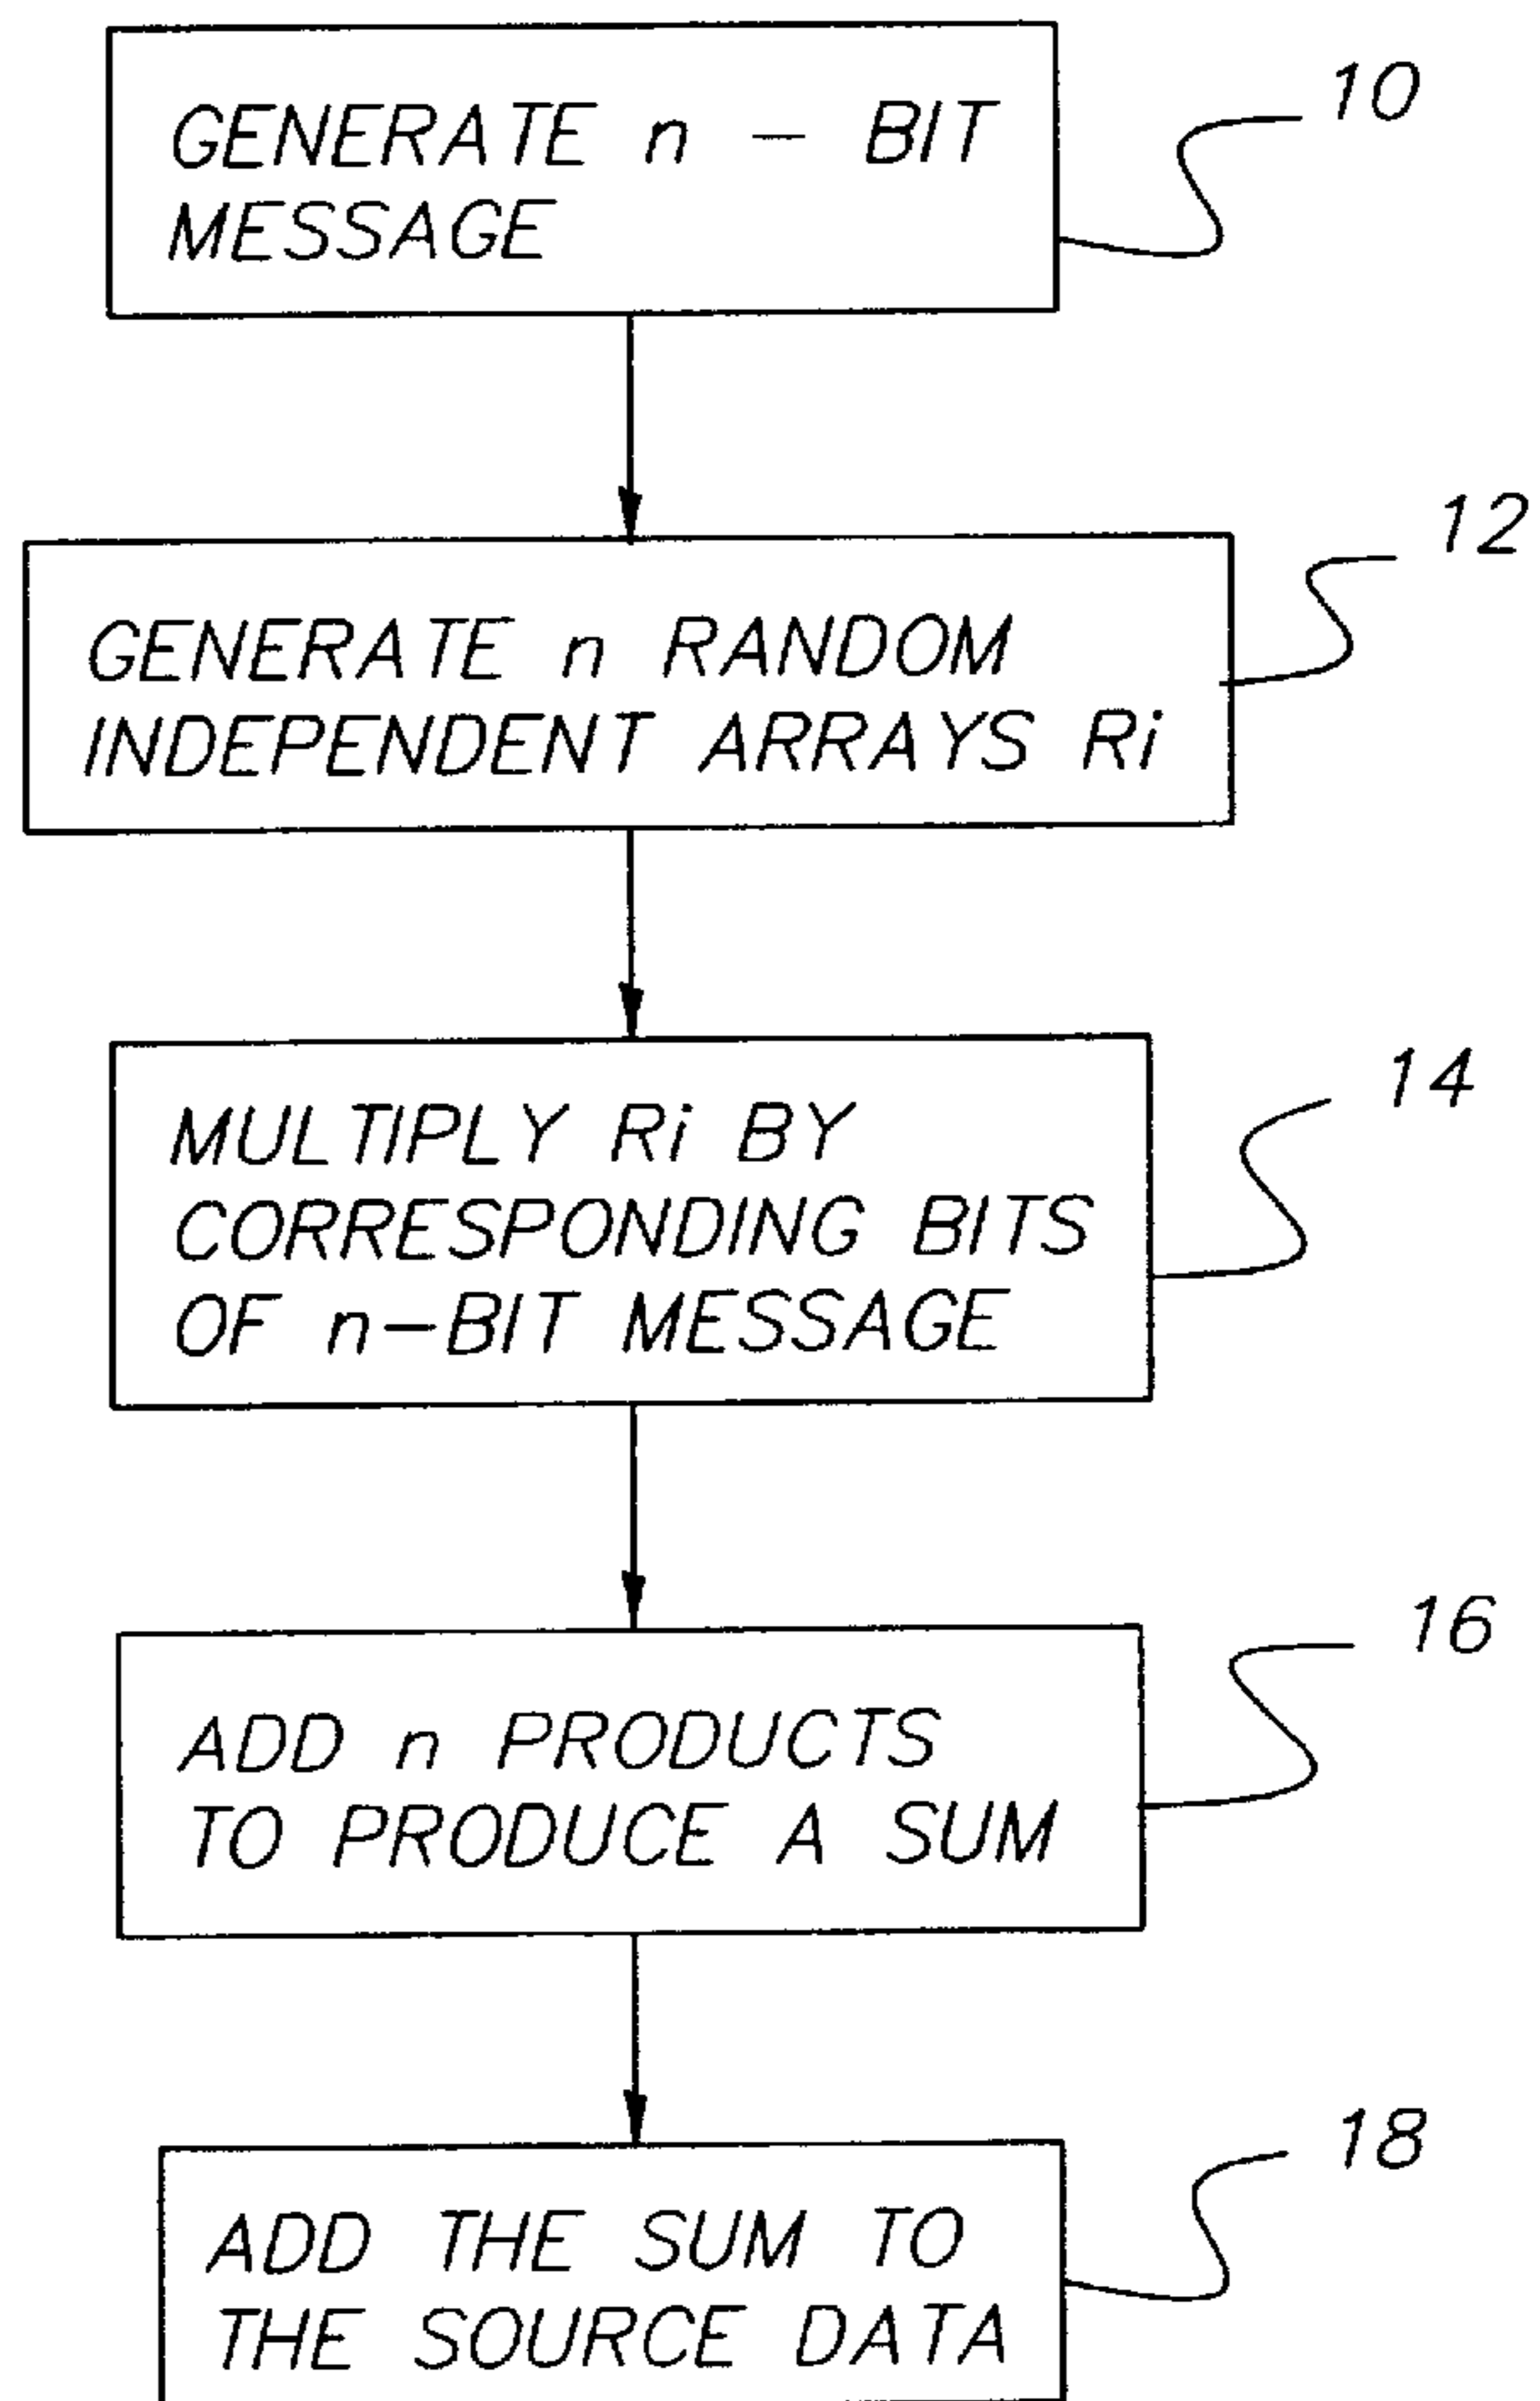 GENERATE n - BIT
MESSAGE
10
GENERATE n RANDOM
INDEPENDENT ARRAYS Ri
12
MULTIPLY Ri BY
CORRESPONDING BITS
OF n-BIT MESSAGE
14
ADD n PRODUCTS
TO PRODUCE A SUM
16
ADD THE SUM TO
THE SOURCE DATA
18